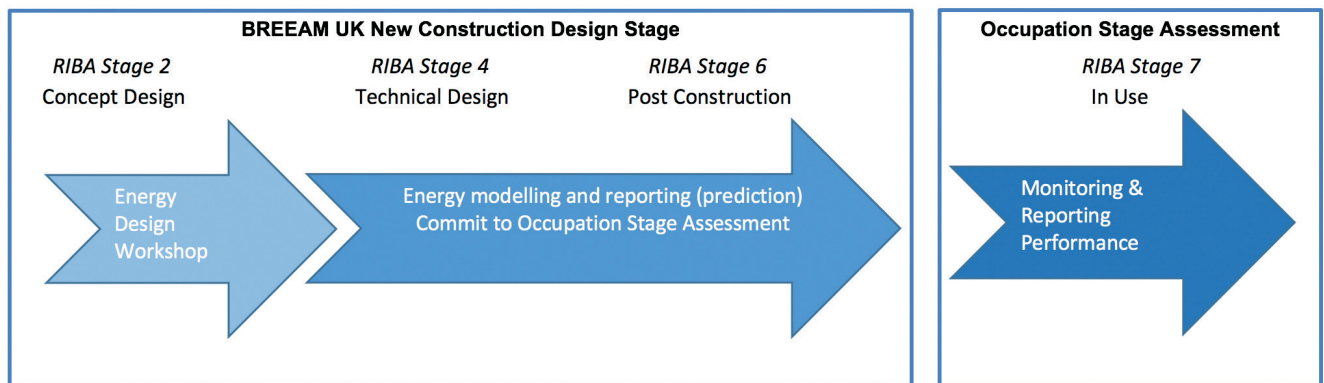 BREEAM UK New Construction Design Stage
RIBA Stage 2
Concept Design
RIBA Stage 4
Technical Design
RIBA Stage 6
Post Construction
Energy
Design
Workshop
Energy modelling and reporting (prediction)
Commit to Occupation Stage Assessment
Occupation Stage Assessment
RIBA Stage 7
In Use
Monitoring &
Reporting
Performance